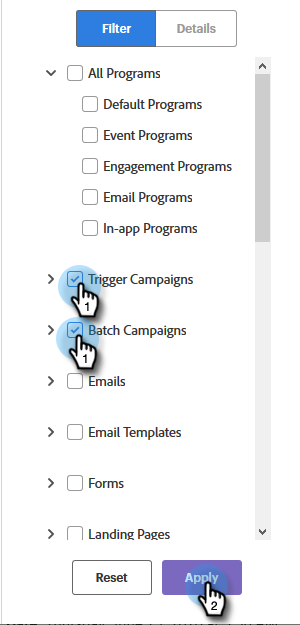 Filter Details
All Programs
Default Programs
Event Programs
Engagement Programs
Email Programs
In-app Programs
Trigger Campaigns
1
Batch Campaigns
1
Emails
Email Templates
Forms
Landing Pages
Reset Apply
2